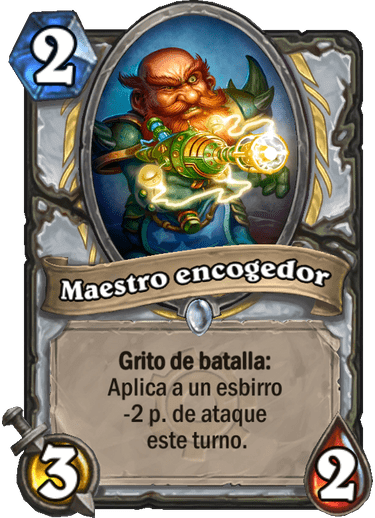 2
Maestro encogedor
Grito de batalla:
Aplica a un esbirro
-2 p. de ataque
este turno.
3
2